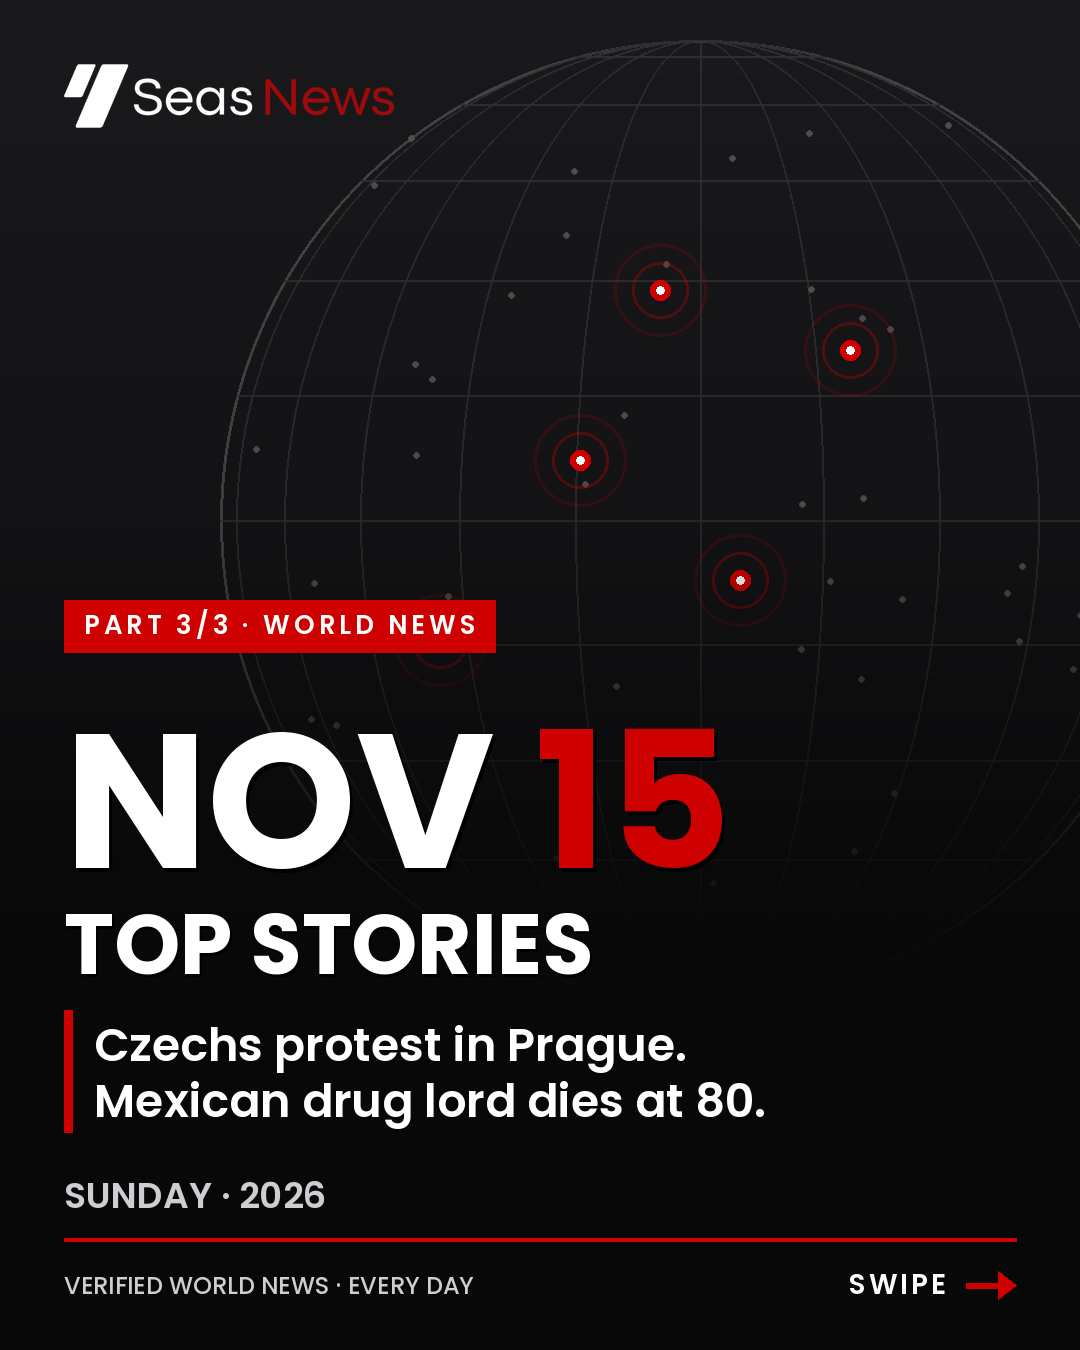 Seas News
PART 3/3 · WORLD NEWS
NOV 15
TOP STORIES
Czechs protest in Prague.
Mexican drug lord dies at 80.
SUNDAY · 2026
VERIFIED WORLD NEWS · EVERY DAY
SWIPE